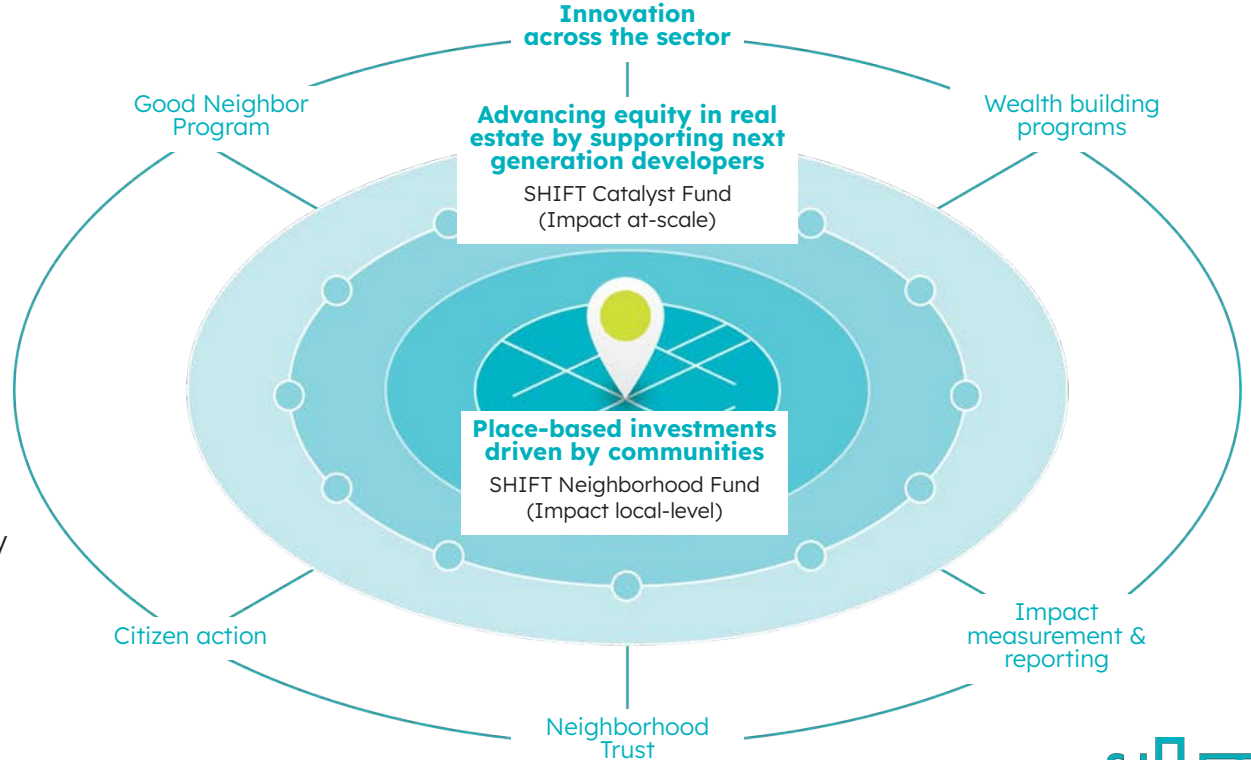 Innovation
across the sector
Good Neighbor
Program
Wealth building
programs
Advancing equity in real
estate by supporting next
generation developers
SHIFT Catalyst Fund
(Impact at-scale)
Place-based investments
driven by communities
SHIFT Neighborhood Fund
(Impact local-level)
Citizen action
Impact
measurement &
reporting
Neighborhood
Trust